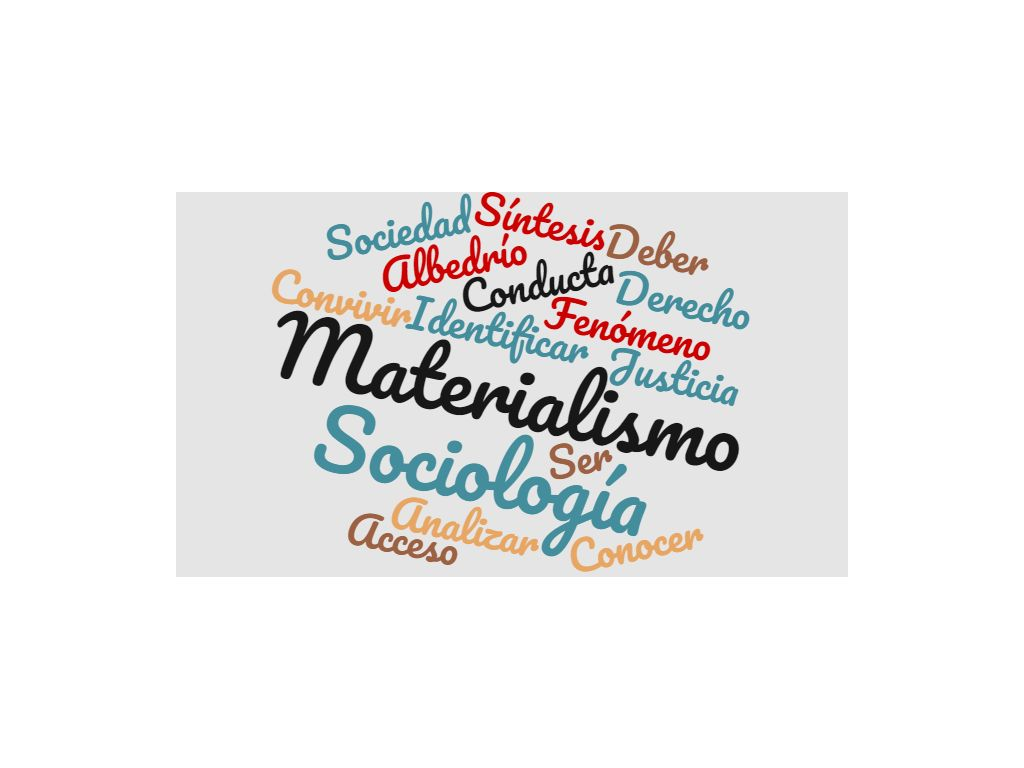 Sociedad
Síntesis
Deber
Albedrío
Conducta
Derecho
Convivir
Identificar
Fenómeno
Justicia
Materialismo
Sociología
Ser
Analizar
Acceso
Conocer